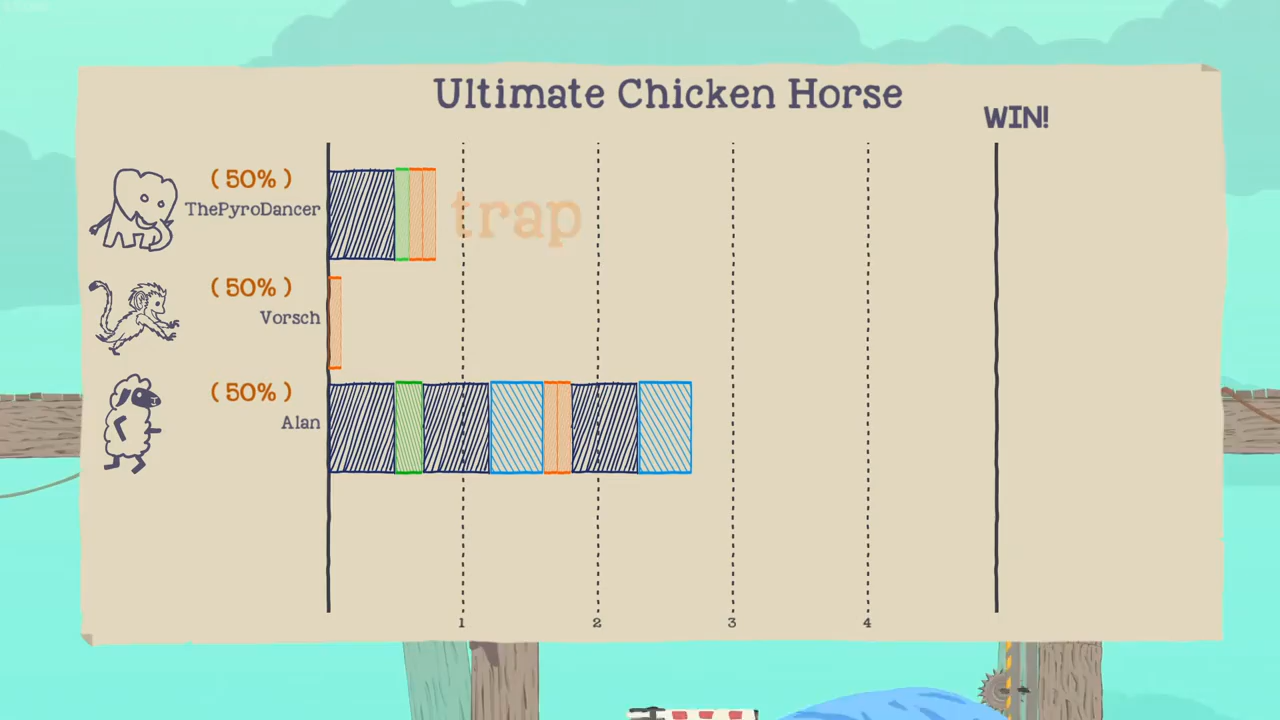 Ultimate Chicken Horse
WIN!
(50%)
ThePyroDancer
trap
(50%)
Vorsch
(50%)
Alan
1 2 3 4